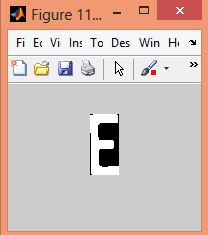 Figure 11...
Fi Ec Vi Ins To Des Win He
E